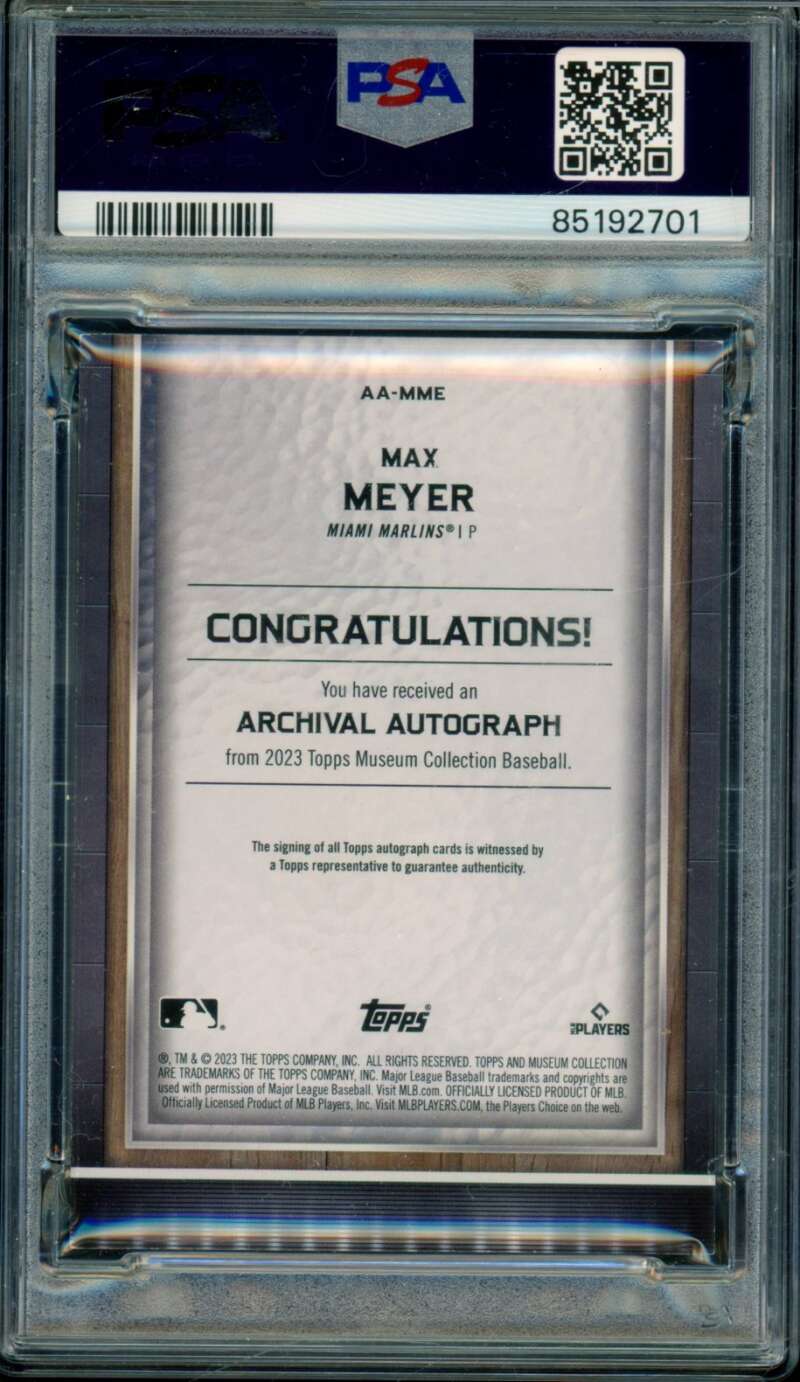 PSA
PSA
85192701
AA-MME
MAX
MEYER
MIAMI MARLINS® | P
CONGRATULATIONS!
You have received an
ARCHIVAL AUTOGRAPH
from 2023 Topps Museum Collection Baseball.
The signing of all Topps autograph cards is witnessed by
a Topps representative to guarantee authenticity.
Topps®
PLAYERS
®, TM & © 2023 THE TOPPS COMPANY, INC. ALL RIGHTS RESERVED. TOPPS AND MUSEUM COLLECTION
ARE TRADEMARKS OF THE TOPPS COMPANY, INC. Major League Baseball trademarks and copyrights are
used with permission of Major League Baseball. Visit MLB.com. OFFICIALLY LICENSED PRODUCT OF MLB.
Officially Licensed Product of MLB Players, Inc. Visit MLBPLAYERS.COM, the Players Choice on the web.